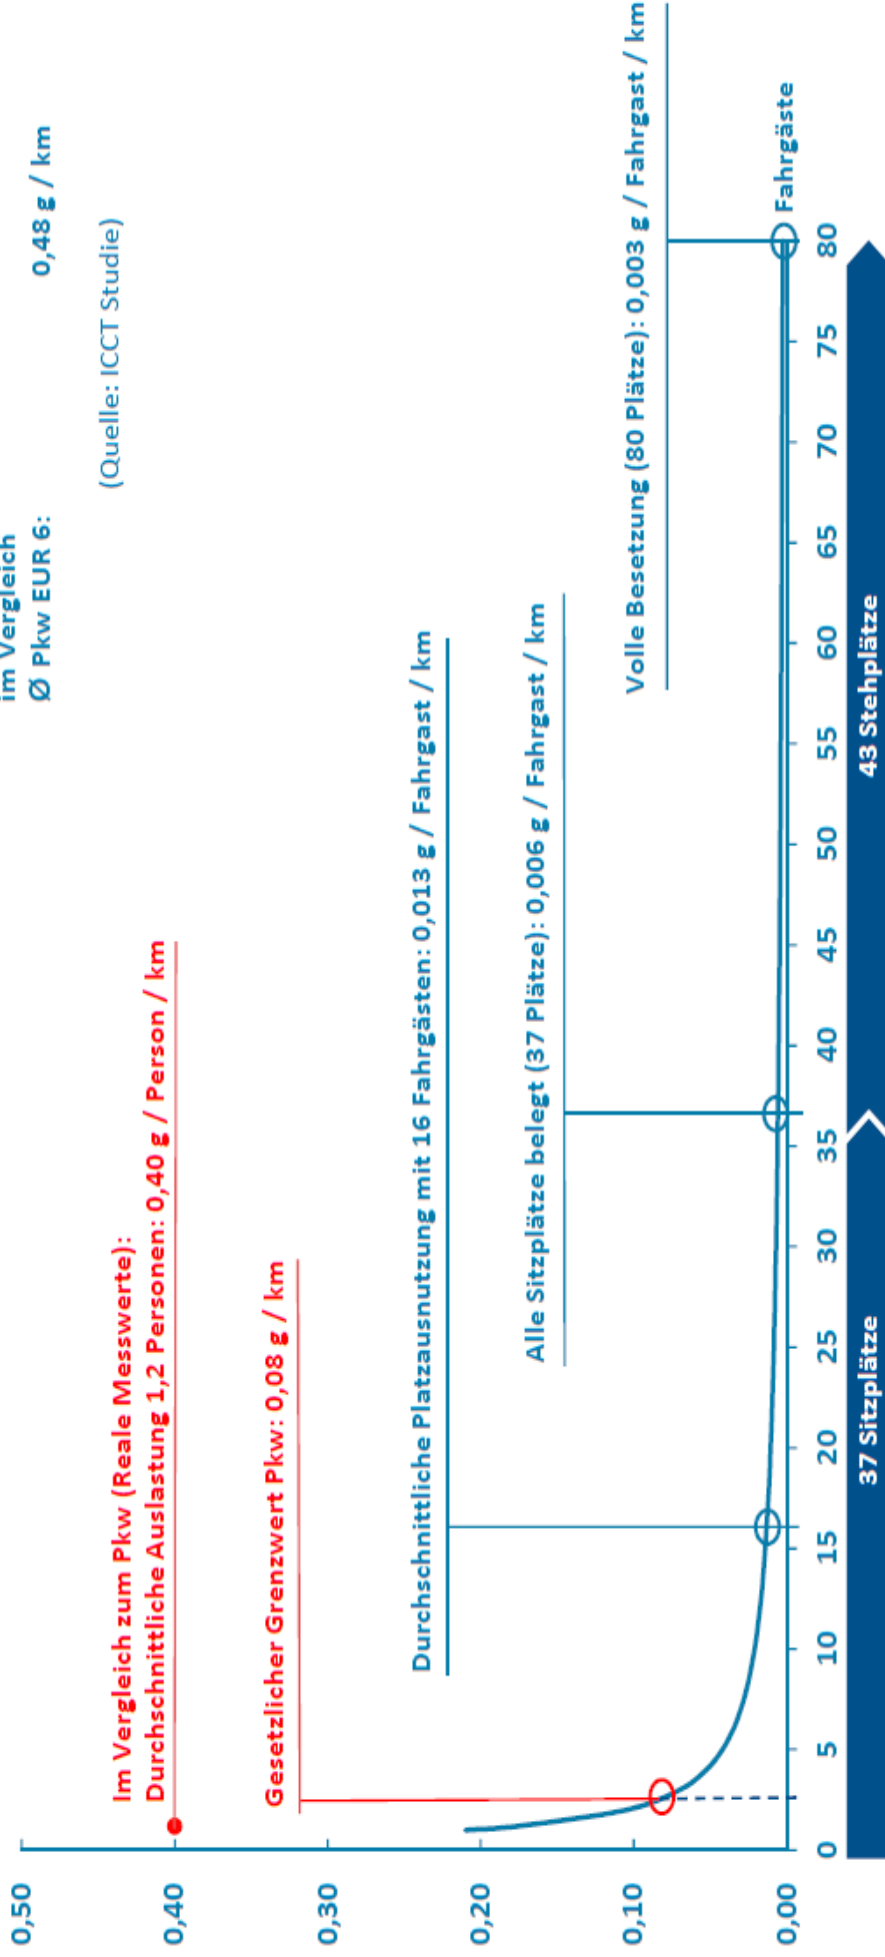 im Vergleich
Ø Pkw EUR 6: 0,48 g / km
(Quelle: ICCT Studie)
0,50
0,40
0,30
0,20
0,10
0,00
Im Vergleich zum Pkw (Reale Messwerte):
Durchschnittliche Auslastung 1,2 Personen: 0,40 g / Person / km
Gesetzlicher Grenzwert Pkw: 0,08 g / km
Durchschnittliche Platzausnutzung mit 16 Fahrgästen: 0,013 g / Fahrgast / km
Alle Sitzplätze belegt (37 Plätze): 0,006 g / Fahrgast / km
Volle Besetzung (80 Plätze): 0,003 g / Fahrgast / km
Fahrgäste
0 5 10 15 20 25 30 35 40 45 50 55 60 65 70 75 80
37 Sitzplätze 43 Stehplätze